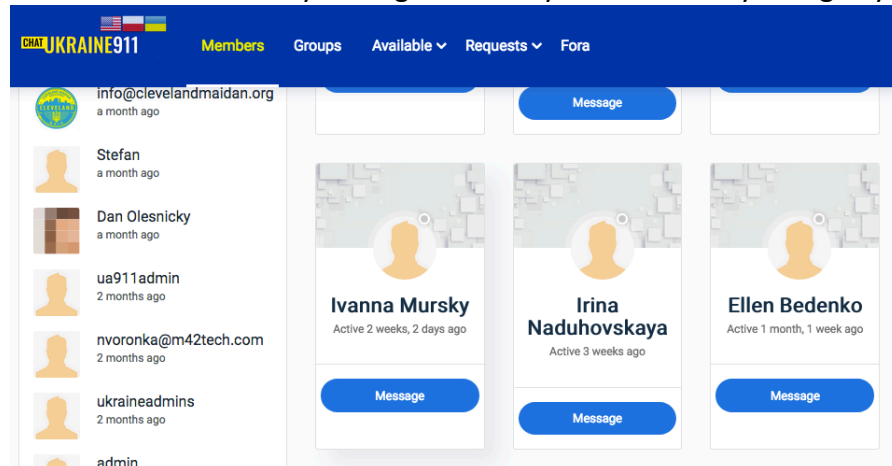 CHAT UKRAINE911
Members Groups Available Requests Fora
info@clevelandmaidan.org
a month ago
Stefan
a month ago
Dan Olesnicky
a month ago
ua911admin
2 months ago
nvoronka@m42tech.com
2 months ago
ukraineadmins
2 months ago
admin
Message
Ivanna Mursky
Active 2 weeks, 2 days ago
Message
Irina
Naduhovskaya
Active 3 weeks ago
Message
Ellen Bedenko
Active 1 month, 1 week ago
Message